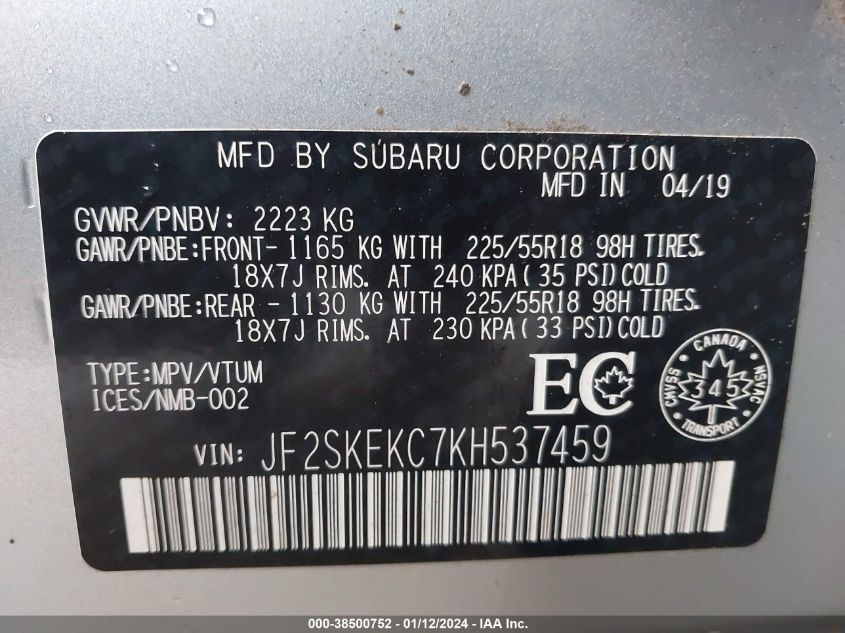 MFD BY SUBARU CORPORATION
MFD IN 04/19
GVWR/PNBV: 2223 KG
GAWR/PNBE:FRONT- 1165 KG WITH 225/55R18 98H TIRES.
18X7J RIMS. AT 240 KPA(35 PSI)COLD
GAWR/PNBE:REAR - 1130 KG WITH 225/55R18 98H TIRES.
18X7J RIMS. AT 230 KPA(33 PSI)COLD
TYPE:MPV/VTUM
ICES/NMB-002
EC
CANADA
CMVSS 345 NSVAC
TRANSPORT
VIN: JF2SKEKC7KH537459
000-38500752 — 01/12/2024 — IAA Inc.